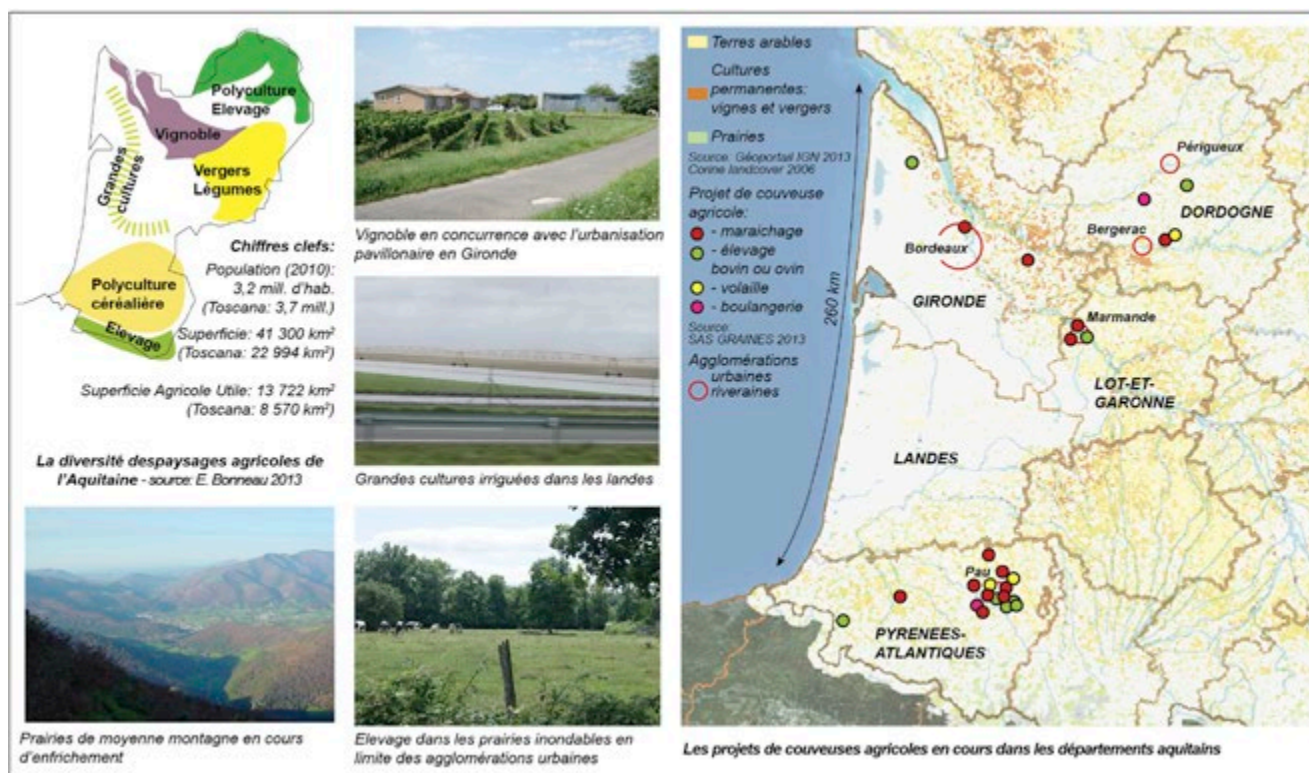 Polyculture
Elevage
Vignoble
Vergers
Légumes
Grandes
cultures
Chiffres clefs:
Population (2010):
3,2 mill. d'hab.
(Toscana: 3,7 mill.)
Polyculture
céréalière
Elevage
Superficie: 41 300 km²
(Toscana: 22 994 km²)
Superficie Agricole Utile: 13 722 km²
(Toscana: 8 570 km²)
La diversité despaysages agricoles de
l'Aquitaine - source: E. Bonneau 2013
Prairies de moyenne montagne en cours
d'enfrichement
Vignoble en concurrence avec l'urbanisation
pavillonaire en Gironde
Grandes cultures irriguées dans les landes
Elevage dans les prairies inondables en
limite des agglomérations urbaines
Terres arables
Cultures
permanentes:
vignes et vergers
Prairies
Source: Géoportail IGN 2013
Corine landcover 2006
Projet de couveuse
agricole:
- maraichage
- élevage
bovin ou ovin
- volaille
- boulangerie
Source:
SAS GRAINES 2013
Agglomérations
urbaines
riveraines
260 km
Périgueux
DORDOGNE
Bergerac
Bordeaux
GIRONDE
Marmande
LOT-ET-
GARONNE
LANDES
Pau
PYRENEES-
ATLANTIQUES
Les projets de couveuses agricoles en cours dans les départements aquitains